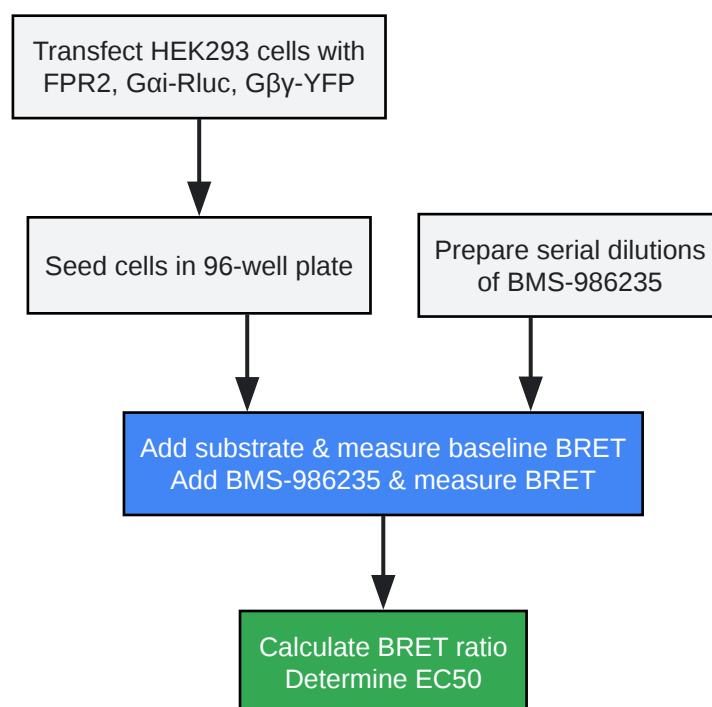 Transfect HEK293 cells with
FPR2, Gαi-Rluc, Gβγ-YFP
Seed cells in 96-well plate
Prepare serial dilutions
of BMS-986235
Add substrate & measure baseline BRET
Add BMS-986235 & measure BRET
Calculate BRET ratio
Determine EC50